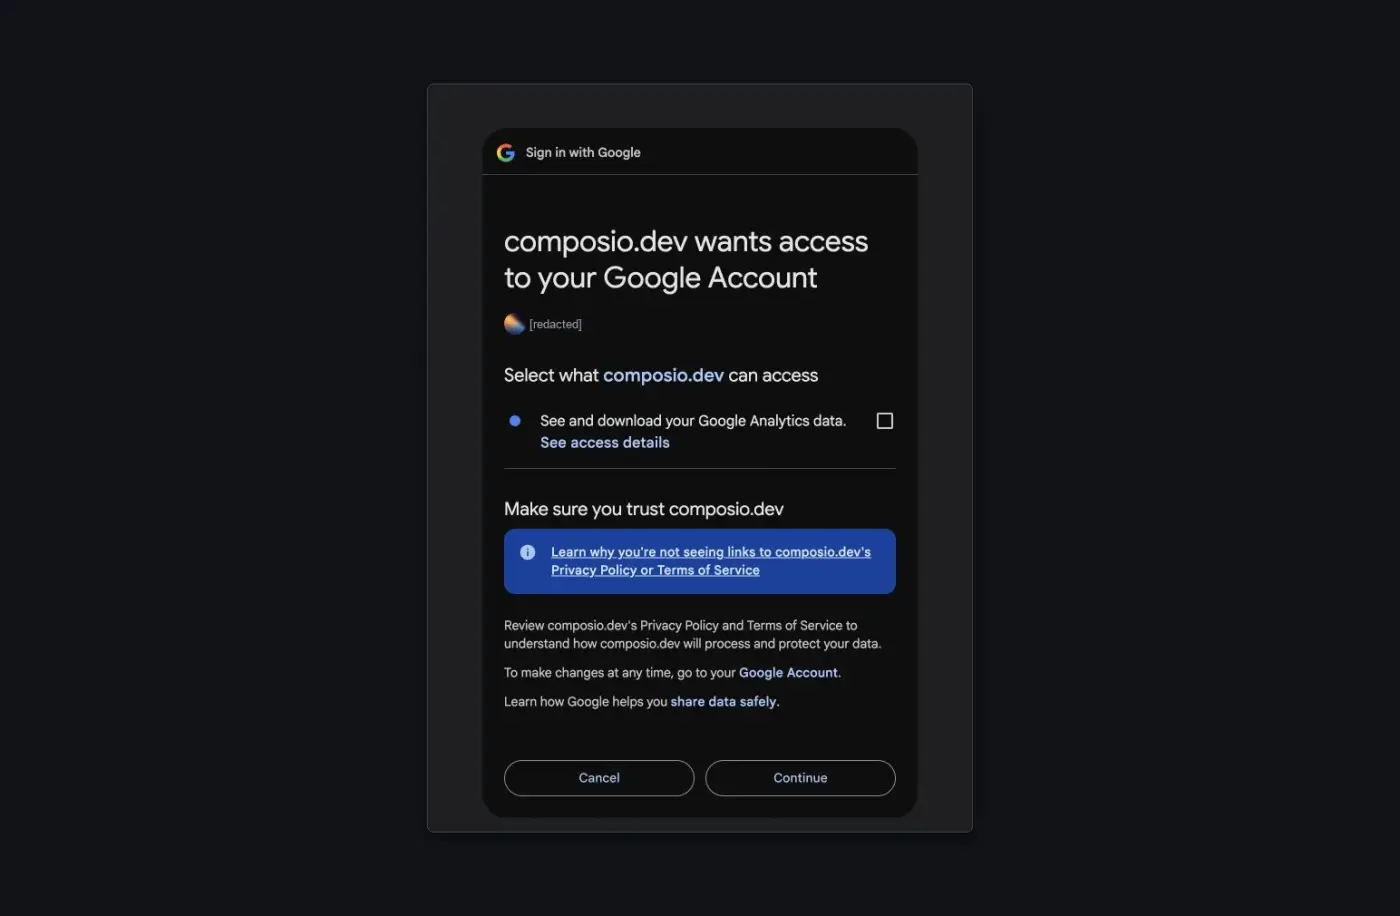 Sign in with Google
composio.dev wants access
to your Google Account
[redacted]
Select what composio.dev can access
See and download your Google Analytics data.
See access details
Make sure you trust composio.dev
Learn why you're not seeing links to composio.dev's
Privacy Policy or Terms of Service
Review composio.dev's Privacy Policy and Terms of Service to
understand how composio.dev will process and protect your data.
To make changes at any time, go to your Google Account.
Learn how Google helps you share data safely.
Cancel
Continue